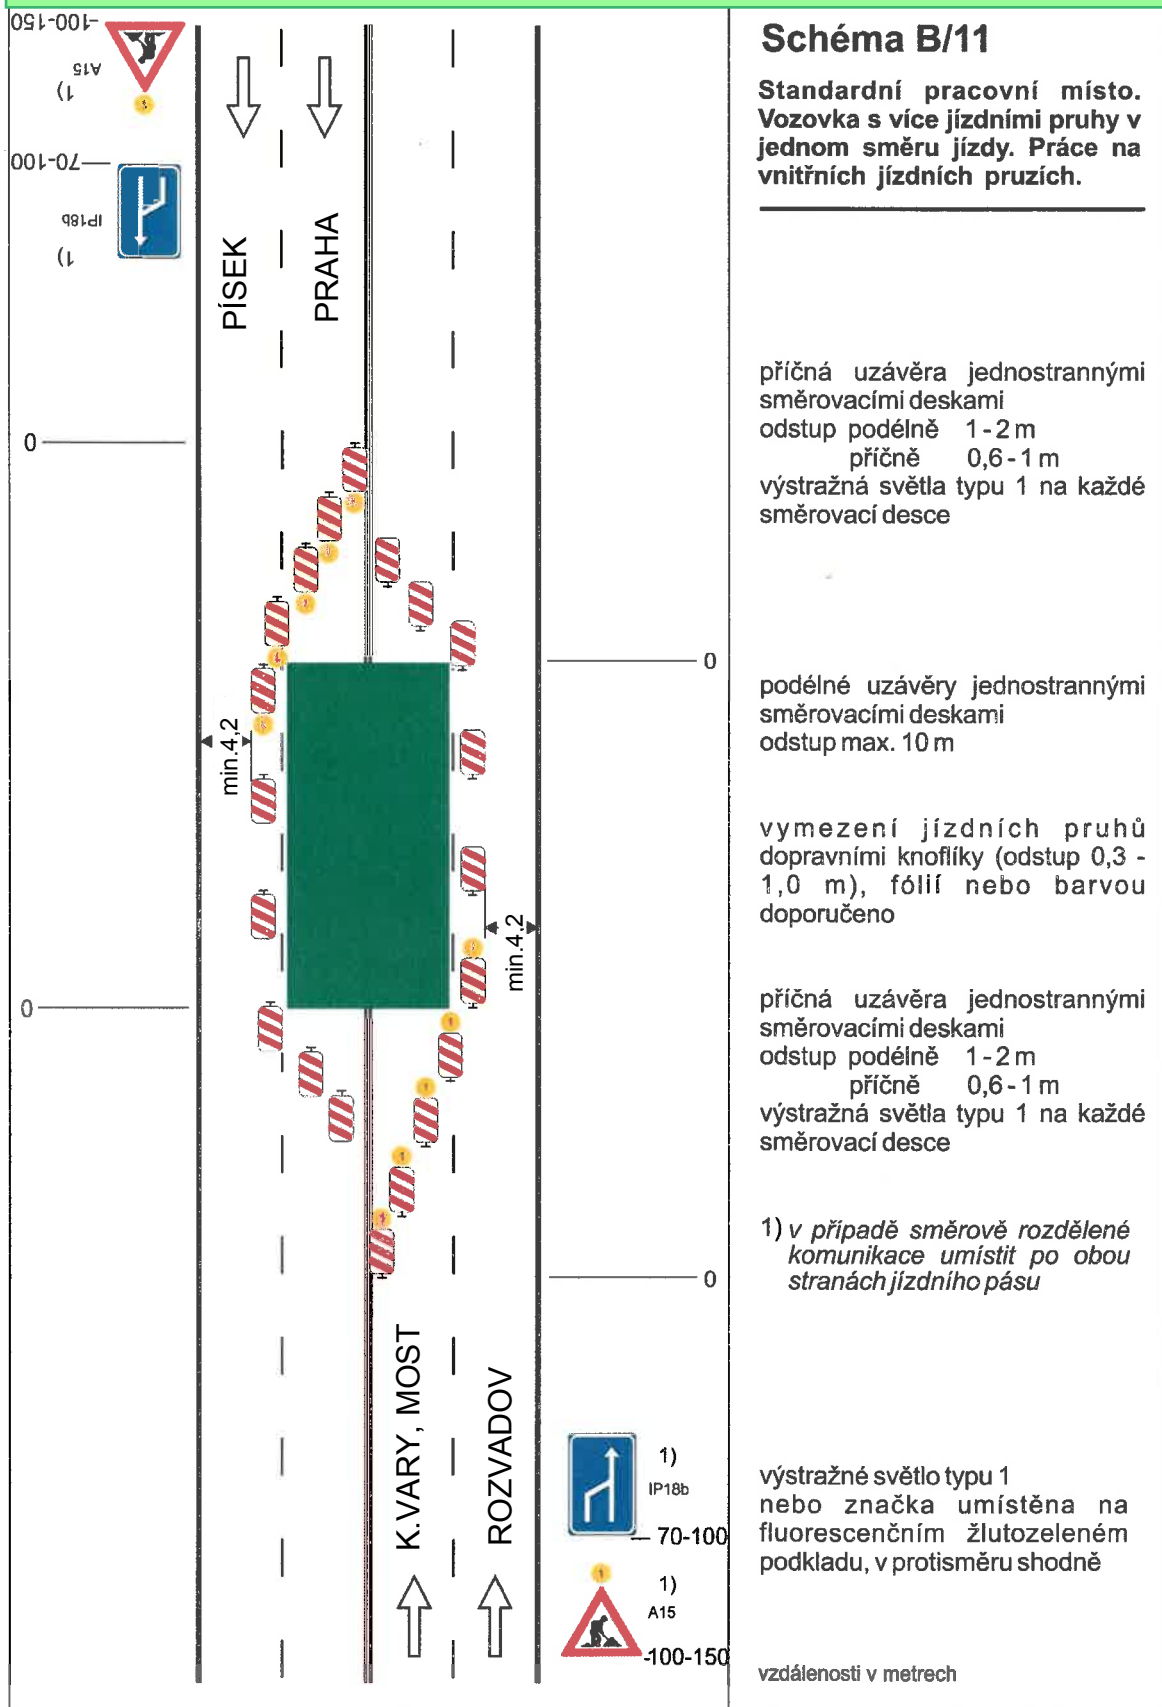 100-150
A15
1)
70-100
IP18b
1)
PÍSEK
PRAHA
0
min.4,2
0
0
min.4,2
0
K.VARY, MOST
ROZVADOV
1)
IP18b
70-100
1
1)
A15
100-150
Schéma B/11
Standardní pracovní místo.
Vozovka s více jízdními pruhy v
jednom směru jízdy. Práce na
vnitřních jízdních pruzích.
příčná uzávěra jednostrannými
směrovacími deskami
odstup podélně 1-2 m
příčně 0,6-1 m
výstražná světla typu 1 na každé
směrovací desce
podélné uzávěry jednostrannými
směrovacími deskami
odstup max. 10 m
vymezení jízdních pruhů
dopravními knoflíky (odstup 0,3 -
1,0 m), fólií nebo barvou
doporučeno
příčná uzávěra jednostrannými
směrovacími deskami
odstup podélně 1-2 m
příčně 0,6-1 m
výstražná světla typu 1 na každé
směrovací desce
1) v případě směrově rozdělené
komunikace umístit po obou
stranách jízdního pásu
výstražné světlo typu 1
nebo značka umístěna na
fluorescenčním žlutozeleném
podkladu, v protisměru shodně
vzdálenosti v metrech